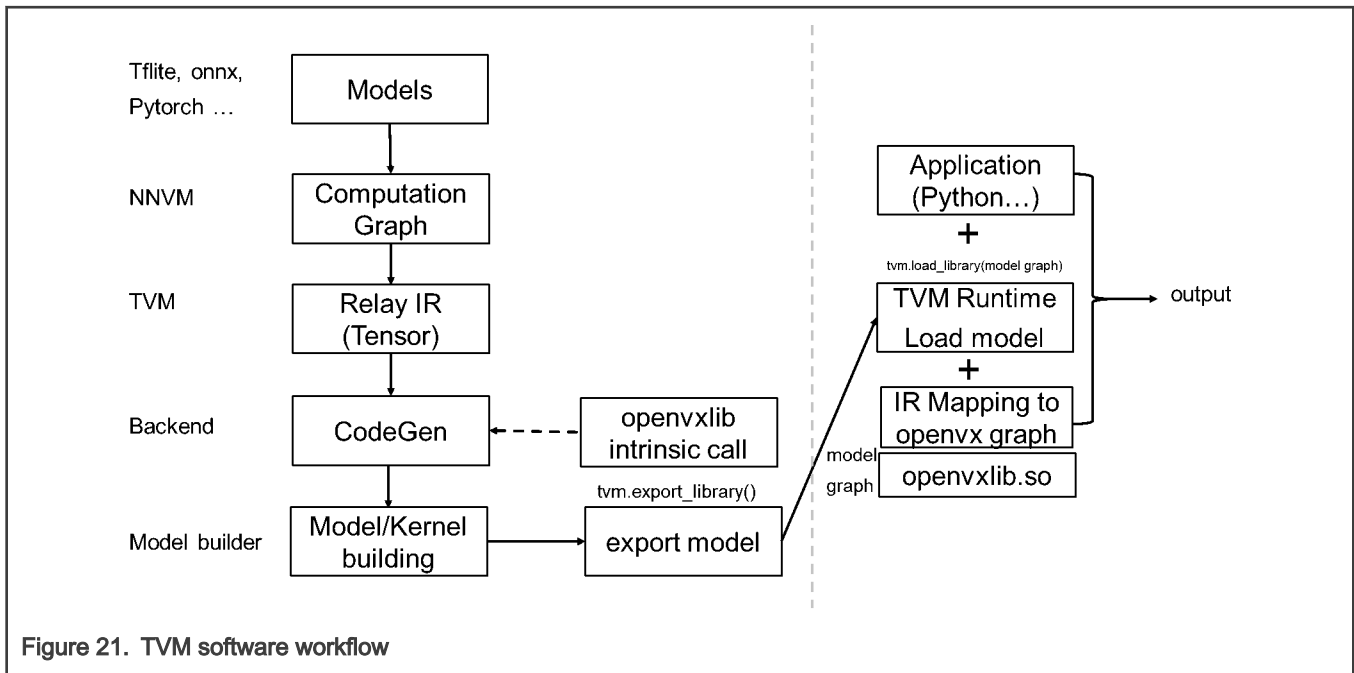 Tflite, onnx,
Pytorch …
Models
NNVM
Computation
Graph
TVM
Relay IR
(Tensor)
Backend
CodeGen
openvxlib
intrinsic call
Model builder
Model/Kernel
building
tvm.export_library()
export model
model
graph
Application
(Python…)
+
tvm.load_library(model graph)
TVM Runtime
Load model
+
IR Mapping to
openvx graph
openvxlib.so
output
Figure 21. TVM software workflow